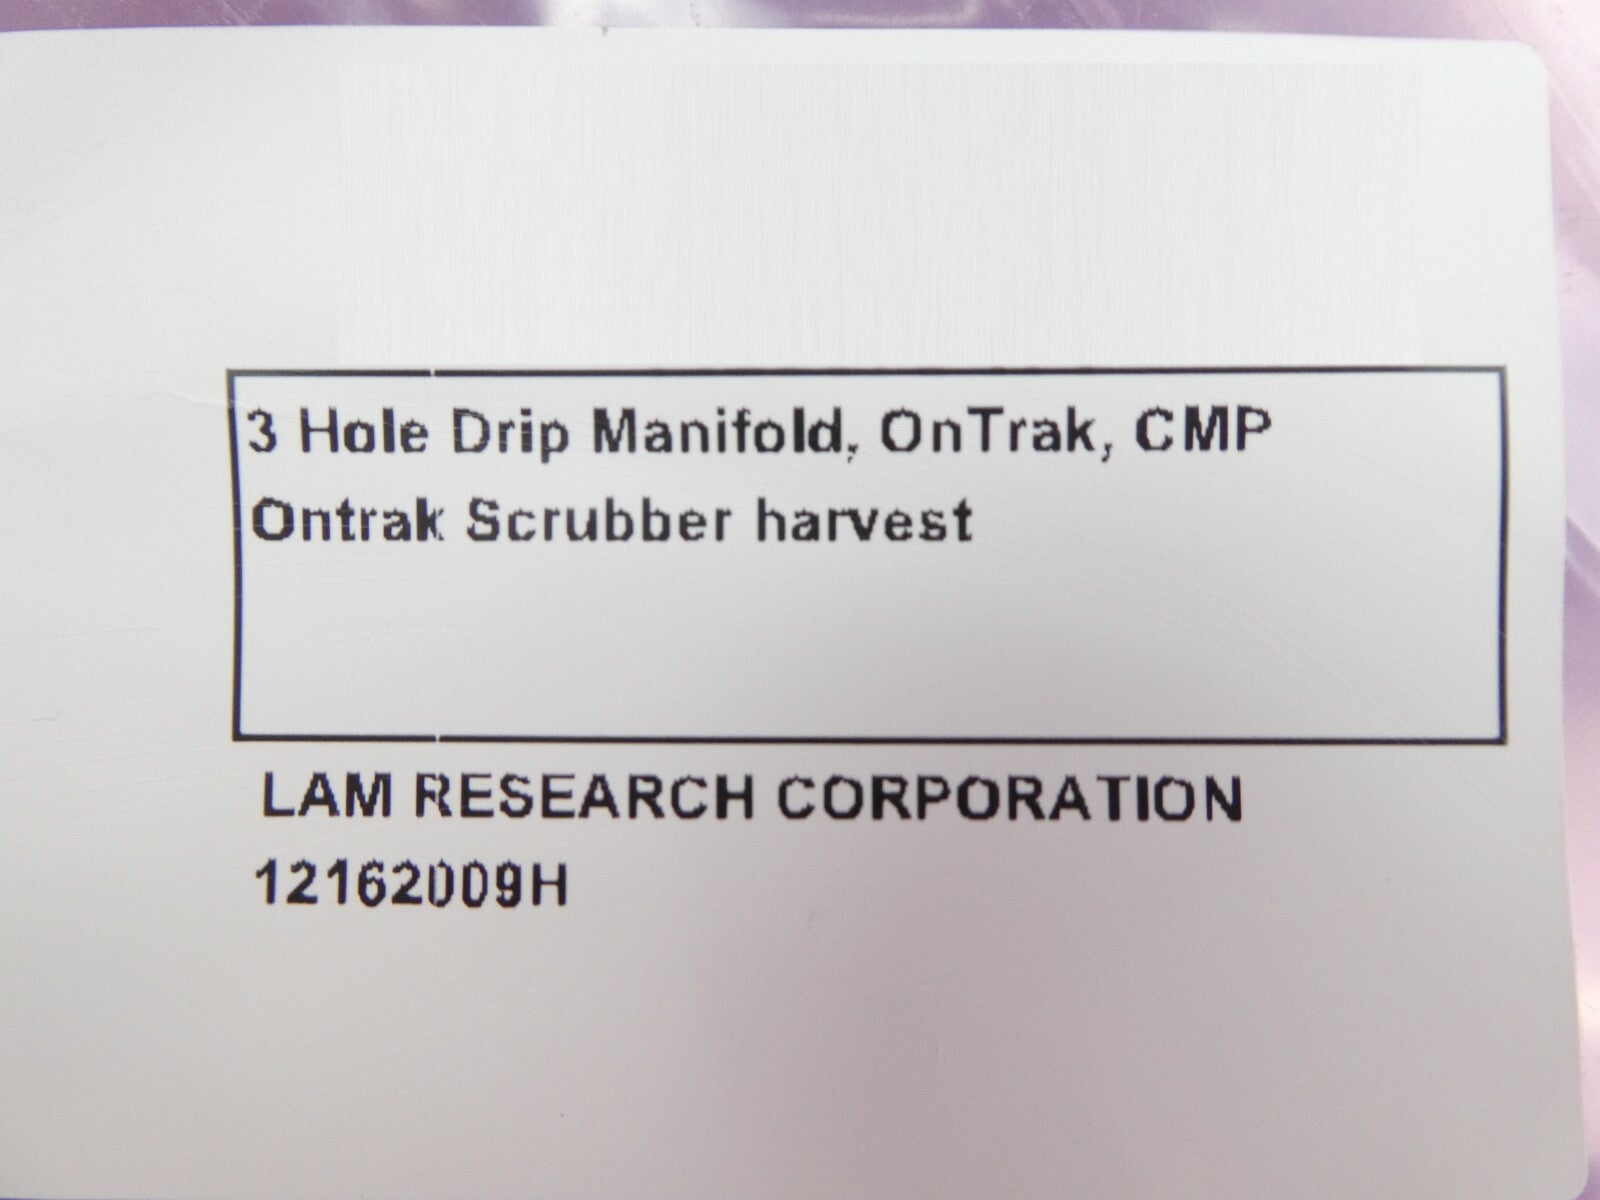 3 Hole Drip Manifold, OnTrak, CMP
Ontrak Scrubber harvest
LAM RESEARCH CORPORATION
12162009H